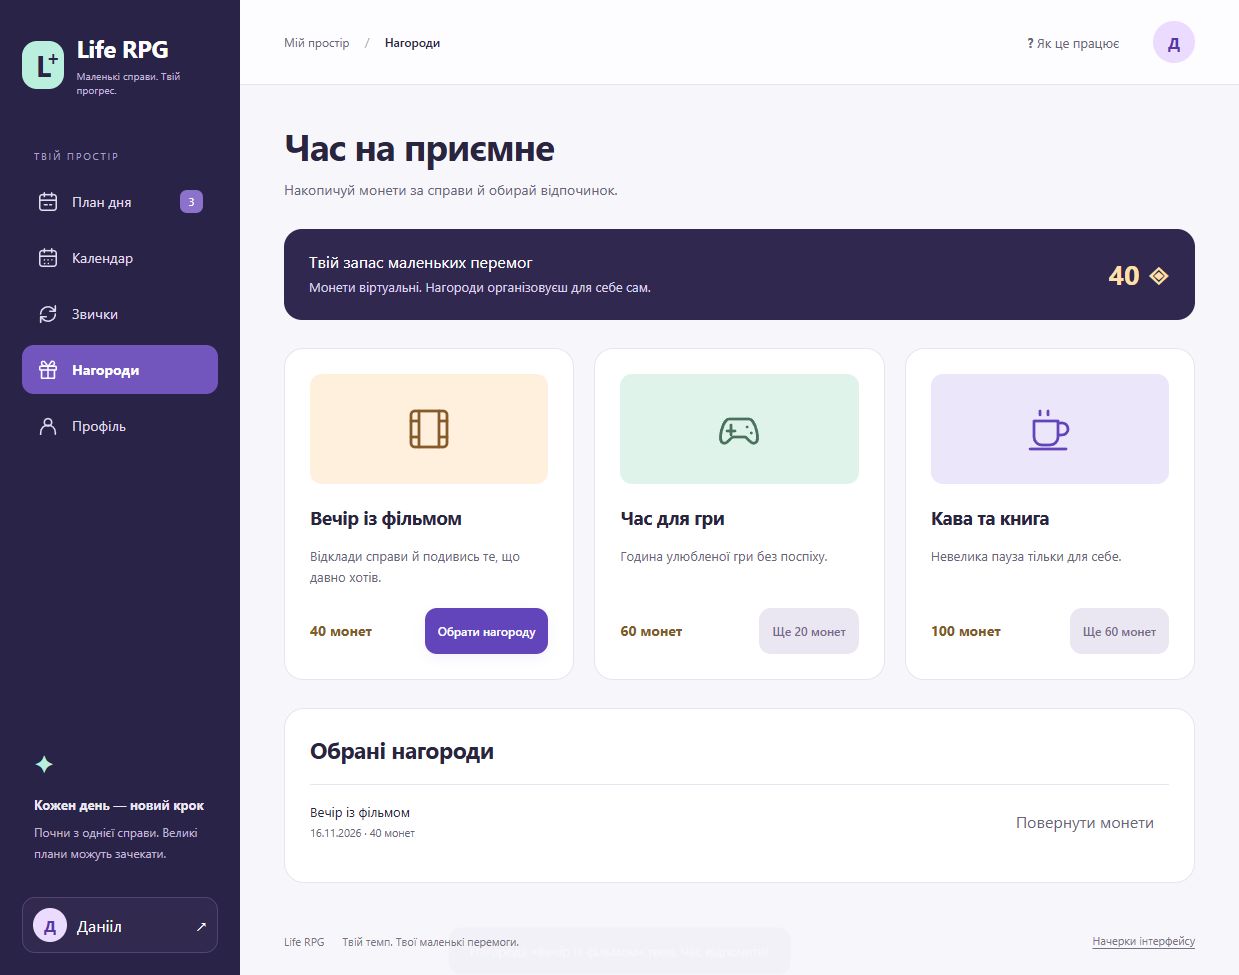 L+
Life RPG
Маленькі справи. Твій
прогрес.
ТВІЙ ПРОСТІР
План дня
3
Календар
Звички
Нагороди
Профіль
Кожен день — новий крок
Почни з однієї справи. Великі
плани можуть зачекати.
Д
Данііл
↗
Мій простір / Нагороди
? Як це працює
Д
Час на приємне
Накопичуй монети за справи й обирай відпочинок.
Твій запас маленьких перемог
Монети віртуальні. Нагороди організовуєш для себе сам.
40
Вечір із фільмом
Відклади справи й подивись те, що
давно хотів.
40 монет
Обрати нагороду
Час для гри
Година улюбленої гри без поспіху.
60 монет
Ще 20 монет
Кава та книга
Невелика пауза тільки для себе.
100 монет
Ще 60 монет
Обрані нагороди
Вечір із фільмом
16.11.2026 · 40 монет
Повернути монети
Life RPG
Твій темп. Твої маленькі перемоги.
Начерки інтерфейсу